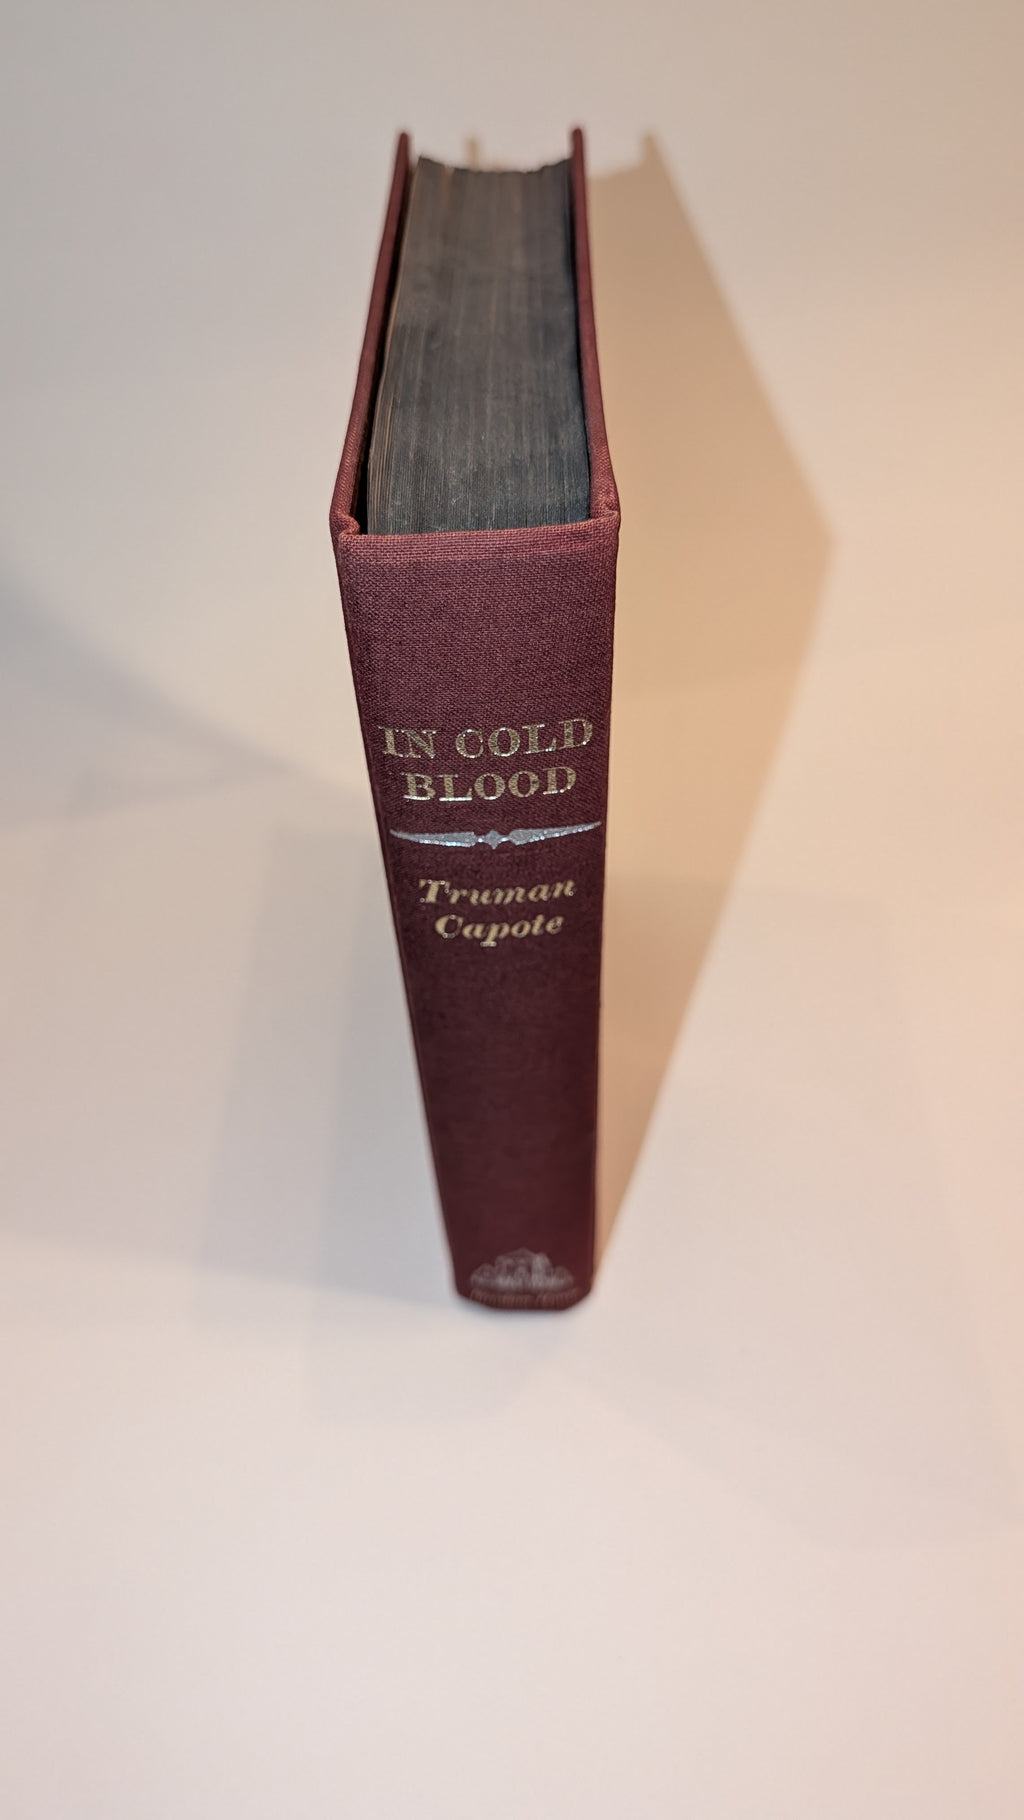 IN COLD
BLOOD
Truman
Capote